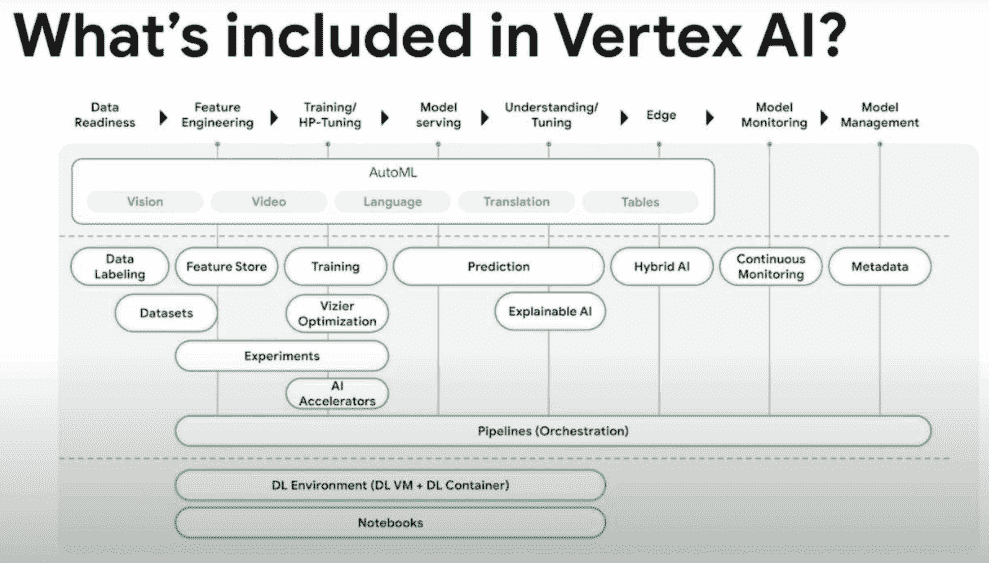 What's included in Vertex AI?
Data
Readiness
Feature
Engineering
Training/
HP-Tuning
Model
serving
Understanding/
Tuning
Edge
Model
Monitoring
Model
Management
AutoML
Vision
Video
Language
Translation
Tables
Data
Labeling
Feature Store
Training
Prediction
Hybrid AI
Continuous
Monitoring
Metadata
Datasets
Vizier
Optimization
Explainable AI
Experiments
AI
Accelerators
Pipelines (Orchestration)
DL Environment (DL VM + DL Container)
Notebooks